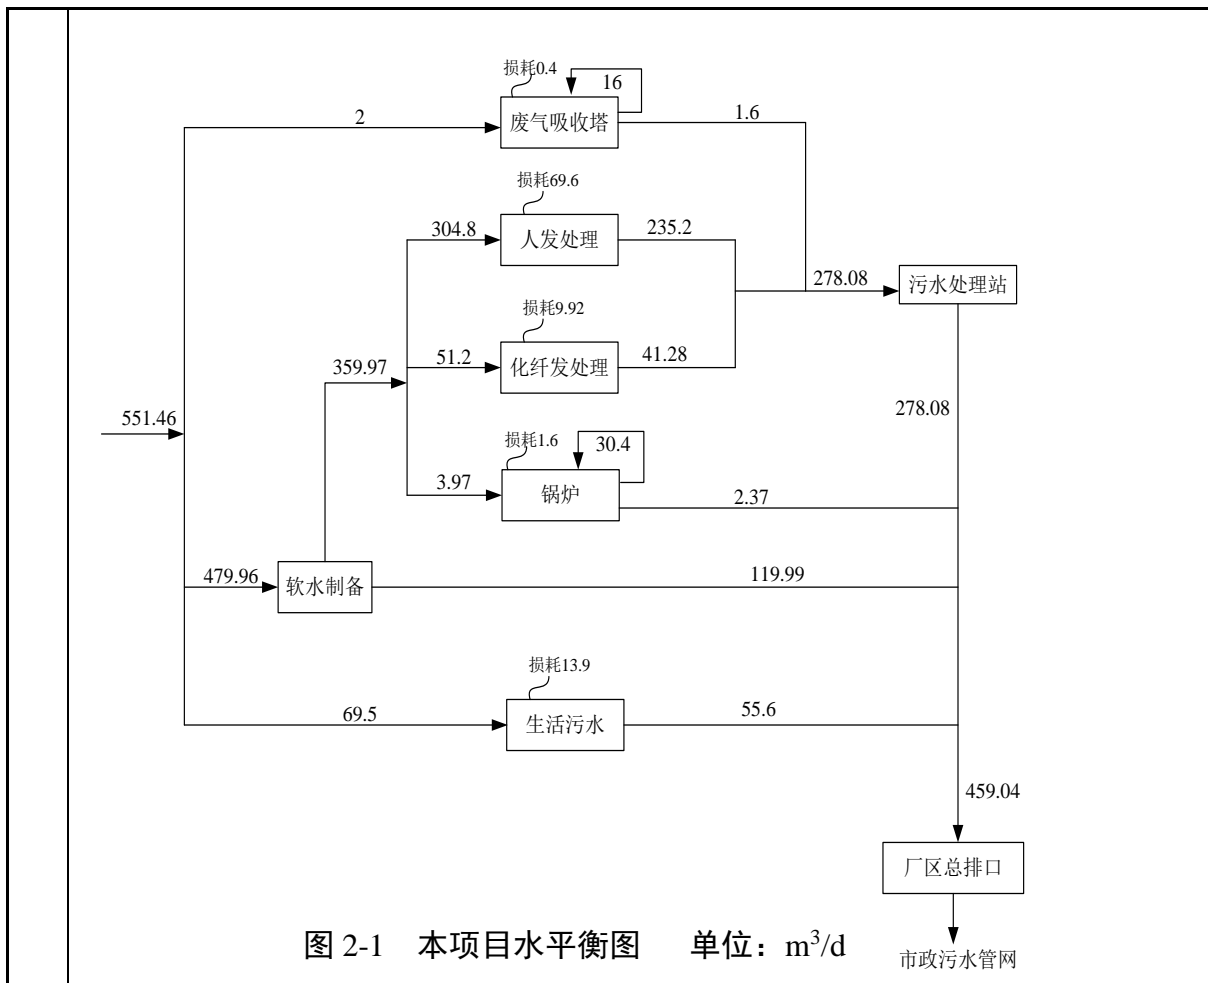 损耗0.4
16
废气吸收塔
2
1.6
损耗69.6
304.8
人发处理
235.2
278.08
污水处理站
损耗9.92
359.97
51.2
化纤发处理
41.28
551.46
278.08
损耗1.6
30.4
3.97
锅炉
2.37
479.96
软水制备
119.99
损耗13.9
69.5
生活污水
55.6
459.04
厂区总排口
图 2-1 本项目水平衡图 单位：m³/d
市政污水管网